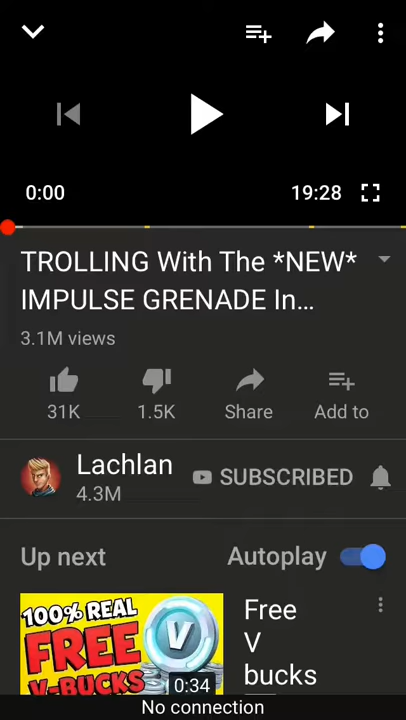 0:00
19:28
TROLLING With The *NEW*
IMPULSE GRENADE In...
3.1M views
31K
1.5K
Share
Add to
Lachlan
SUBSCRIBED
4.3M
Up next
Autoplay
100% REAL
FREE
V-BUCKS
V
0:34
Free
V
bucks
No connection